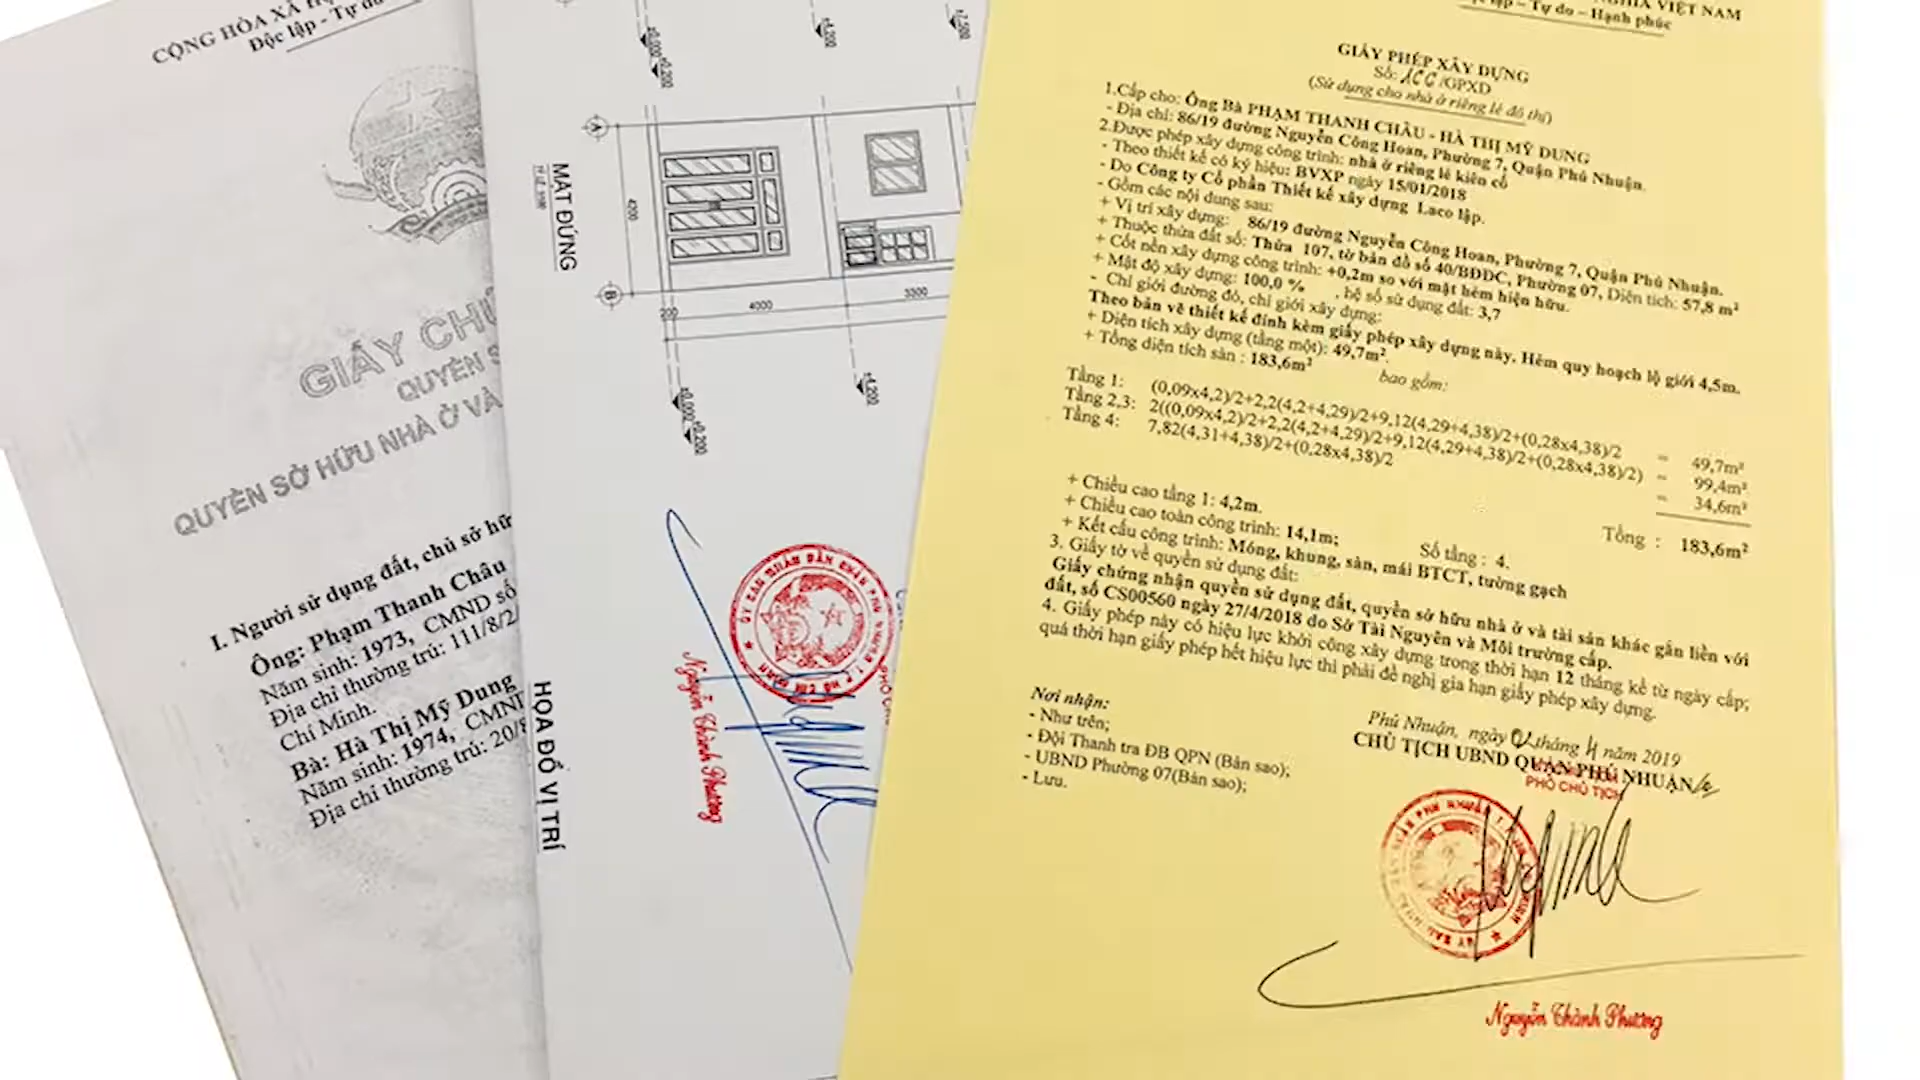 CỘNG HÒA XÃ
Độc lập - Tự do
GIẤY CHỨ
QUYỀN S
QUYỀN SỞ HỮU NHÀ Ở VÀ
I. Người sử dụng đất, chủ sở hữ
Ông: Phạm Thanh Châu
Năm sinh: 1973, CMND số
Địa chỉ thường trú: 111/8/2
Chí Minh.
Bà: Hà Thị Mỹ Dung
Năm sinh: 1974, CMND
Địa chỉ thường trú: 20/8
±0.000
+0.200
+4.200
+7.500
A
B
4200
200
4000
3300
±0.000
+0.200
+4.200
MẶT ĐỨNG
HỌA ĐỒ VỊ TRÍ
Nguyễn Thành Phương
NGHĨA VIỆT NAM
Độc lập – Tự do – Hạnh phúc
GIẤY PHÉP XÂY DỰNG
Số: /GPXD
(Sử dụng cho nhà ở riêng lẻ đô thị)
1.Cấp cho: Ông Bà PHẠM THANH CHÂU - HÀ THỊ MỸ DUNG
- Địa chỉ: 86/19 đường Nguyễn Công Hoan, Phường 7, Quận Phú Nhuận.
2.Được phép xây dựng công trình: nhà ở riêng lẻ kiên cố
- Theo thiết kế có ký hiệu: BVXP ngày 15/01/2018
- Do Công ty Cổ phần Thiết kế xây dựng Laco lập.
- Gồm các nội dung sau:
+ Vị trí xây dựng: 86/19 đường Nguyễn Công Hoan, Phường 7, Quận Phú Nhuận.
+ Thuộc thửa đất số: Thửa 107, tờ bản đồ số 40/BĐDC, Phường 07, Diện tích: 57,8 m²
+ Cốt nền xây dựng công trình: +0,2m so với mặt hẻm hiện hữu.
+ Mật độ xây dựng: 100,0 % , hệ số sử dụng đất: 3,7
- Chỉ giới đường đỏ, chỉ giới xây dựng:
Theo bản vẽ thiết kế đính kèm giấy phép xây dựng này. Hẻm quy hoạch lộ giới 4,5m.
+ Diện tích xây dựng (tầng một): 49,7m².
+ Tổng diện tích sàn : 183,6m² bao gồm:
Tầng 1: (0,09x4,2)/2+2,2(4,2+4,29)/2+9,12(4,29+4,38)/2+(0,28x4,38)/2 = 49,7m²
Tầng 2,3: 2((0,09x4,2)/2+2,2(4,2+4,29)/2+9,12(4,29+4,38)/2+(0,28x4,38)/2) = 99,4m²
Tầng 4: 7,82(4,31+4,38)/2+(0,28x4,38)/2 = 34,6m²
Tổng : 183,6m²
+ Chiều cao tầng 1: 4,2m.
+ Chiều cao toàn công trình: 14,1m; Số tầng : 4.
+ Kết cấu công trình: Móng, khung, sàn, mái BTCT, tường gạch
3. Giấy tờ về quyền sử dụng đất:
Giấy chứng nhận quyền sử dụng đất, quyền sở hữu nhà ở và tài sản khác gắn liền với
đất, số CS00560 ngày 27/4/2018 do Sở Tài Nguyên và Môi trường cấp.
4. Giấy phép này có hiệu lực khởi công xây dựng trong thời hạn 12 tháng kể từ ngày cấp;
quá thời hạn giấy phép hết hiệu lực thì phải đề nghị gia hạn giấy phép xây dựng.
Nơi nhận:
- Như trên;
- Đội Thanh tra ĐB QPN (Bản sao);
- UBND Phường 07(Bản sao);
- Lưu.
Phú Nhuận, ngày tháng năm 2019
CHỦ TỊCH UBND QUẬN PHÚ NHUẬN
PHÓ CHỦ TỊCH
Nguyễn Thành Phương